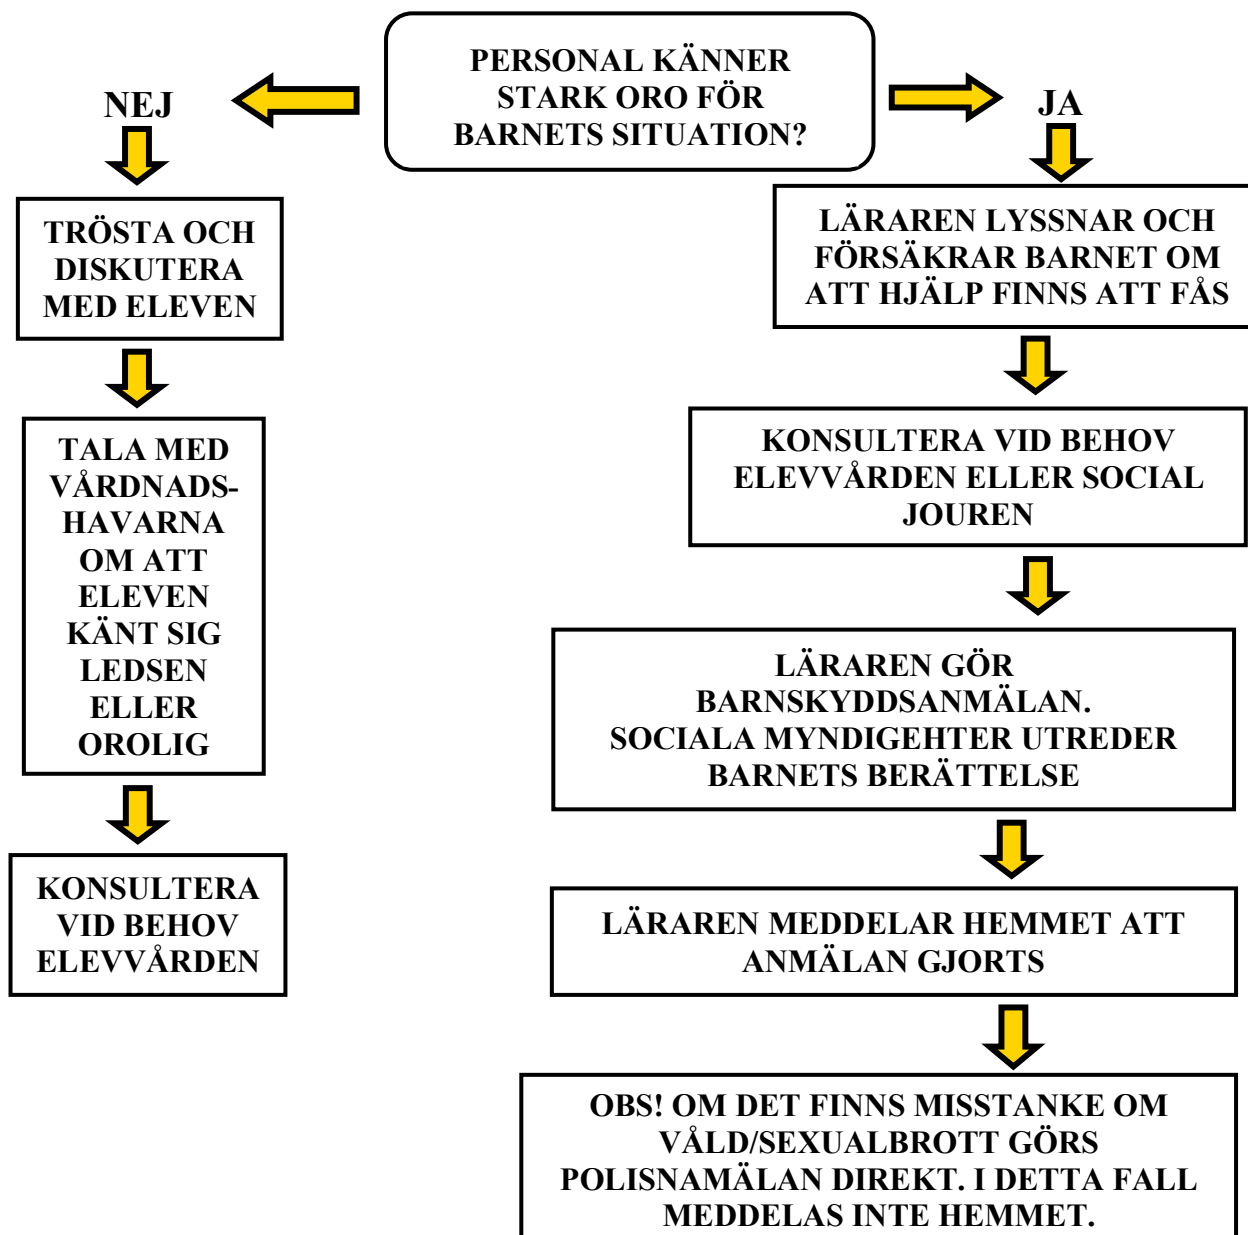 PERSONAL KÄNNER
STARK ORO FÖR
BARNETS SITUATION?
NEJ
TRÖSTA OCH
DISKUTERA
MED ELEVEN
TALA MED
VÅRDNADS-
HAVARNA
OM ATT
ELEVEN
KÄNT SIG
LEDSEN
ELLER
OROLIG
KONSULTERA
VID BEHOV
ELEVVÅRDEN
JA
LÄRAREN LYSSNAR OCH
FÖRSÄKRAR BARNET OM
ATT HJÄLP FINNS ATT FÅS
KONSULTERA VID BEHOV
ELEVVÅRDEN ELLER SOCIAL
JOUREN
LÄRAREN GÖR
BARNSKYDDSANMÄLAN.
SOCIALA MYNDIGEHTER UTREDER
BARNETS BERÄTTELSE
LÄRAREN MEDDELAR HEMMET ATT
ANMÄLAN GJORTS
OBS! OM DET FINNS MISSTANKE OM
VÅLD/SEXUALBROTT GÖRS
POLISNAMÄLAN DIREKT. I DETTA FALL
MEDDELAS INTE HEMMET.